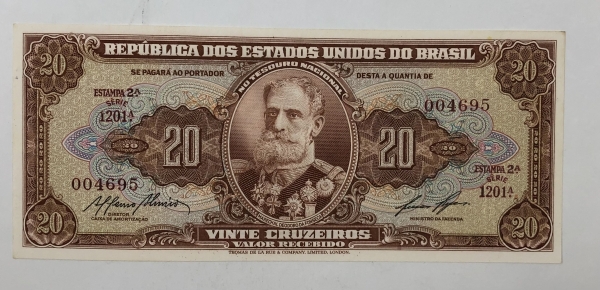 20 20
REPÚBLICA DOS ESTADOS UNIDOS DO BRASIL
SE PAGARÁ AO PORTADOR DESTA A QUANTIA DE
NO TESOURO NACIONAL
ESTAMPA 2ª
SÉRIE
1201ª
004695
20 20
004695
ESTAMPA 2ª
SÉRIE
1201ª
DIRETOR
CAIXA DE AMORTIZAÇÃO
MINISTRO DA FAZENDA
20 20
VINTE CRUZEIROS
VALOR RECEBIDO
THOMAS DE LA RUE & COMPANY, LIMITED, LONDON.